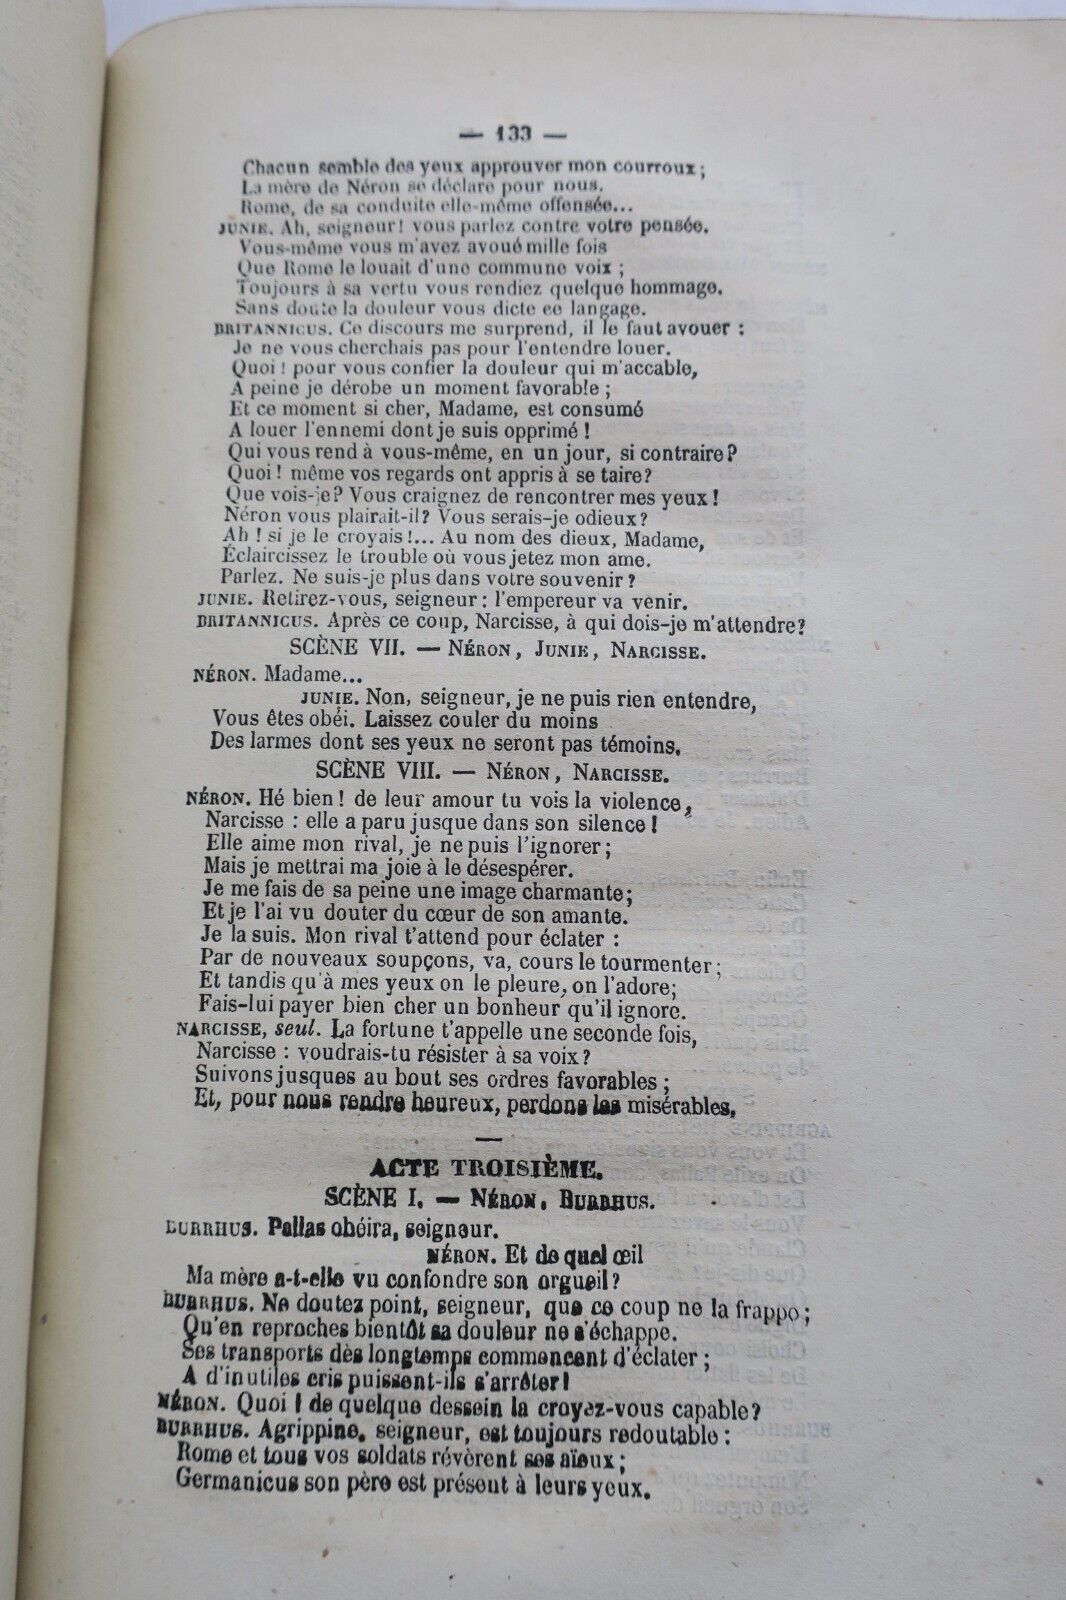 — 133 —
Chacun semble des yeux approuver mon courroux ;
La mère de Néron se déclare pour nous.
Rome, de sa conduite elle-même offensée...
JUNIE. Ah, seigneur! vous parlez contre votre pensée.
Vous-même vous m'avez avoué mille fois
Que Rome le louait d'une commune voix ;
Toujours à sa vertu vous rendiez quelque hommage.
Sans doute la douleur vous dicte ce langage.
BRITANNICUS. Ce discours me surprend, il le faut avouer :
Je ne vous cherchais pas pour l'entendre louer.
Quoi ! pour vous confier la douleur qui m'accable,
A peine je dérobe un moment favorable ;
Et ce moment si cher, Madame, est consumé
A louer l'ennemi dont je suis opprimé !
Qui vous rend à vous-même, en un jour, si contraire?
Quoi ! même vos regards ont appris à se taire?
Que vois-je? Vous craignez de rencontrer mes yeux !
Néron vous plairait-il? Vous serais-je odieux?
Ah ! si je le croyais !... Au nom des dieux, Madame,
Éclaircissez le trouble où vous jetez mon ame.
Parlez. Ne suis-je plus dans votre souvenir ?
JUNIE. Retirez-vous, seigneur : l'empereur va venir.
BRITANNICUS. Après ce coup, Narcisse, à qui dois-je m'attendre?
SCÈNE VII. — NÉRON, JUNIE, NARCISSE.
NÉRON. Madame...
JUNIE. Non, seigneur, je ne puis rien entendre,
Vous êtes obéi. Laissez couler du moins
Des larmes dont ses yeux ne seront pas témoins.
SCÈNE VIII. — NÉRON, NARCISSE.
NÉRON. Hé bien ! de leur amour tu vois la violence,
Narcisse : elle a paru jusque dans son silence !
Elle aime mon rival, je ne puis l'ignorer ;
Mais je mettrai ma joie à le désespérer.
Je me fais de sa peine une image charmante ;
Et je l'ai vu douter du cœur de son amante.
Je la suis. Mon rival t'attend pour éclater :
Par de nouveaux soupçons, va, cours le tourmenter ;
Et tandis qu'à mes yeux on le pleure, on l'adore;
Fais-lui payer bien cher un bonheur qu'il ignore.
NARCISSE, seul. La fortune t'appelle une seconde fois,
Narcisse : voudrais-tu résister à sa voix ?
Suivons jusques au bout ses ordres favorables ;
Et, pour nous rendre heureux, perdons les misérables.
ACTE TROISIÈME.
SCÈNE I. — NÉRON, BURRHUS.
BURRHUS. Pallas obéira, seigneur.
NÉRON. Et de quel œil
Ma mère a-t-elle vu confondre son orgueil ?
BURRHUS. Ne doutez point, seigneur, que ce coup ne la frappe ;
Qu'en reproches bientôt sa douleur ne s'échappe.
Ses transports dès longtemps commencent d'éclater ;
A d'inutiles cris puissent-ils s'arrêter !
NÉRON. Quoi ! de quelque dessein la croyez-vous capable?
BURRHUS. Agrippine, seigneur, est toujours redoutable :
Rome et tous vos soldats révèrent ses aïeux ;
Germanicus son père est présent à leurs yeux.